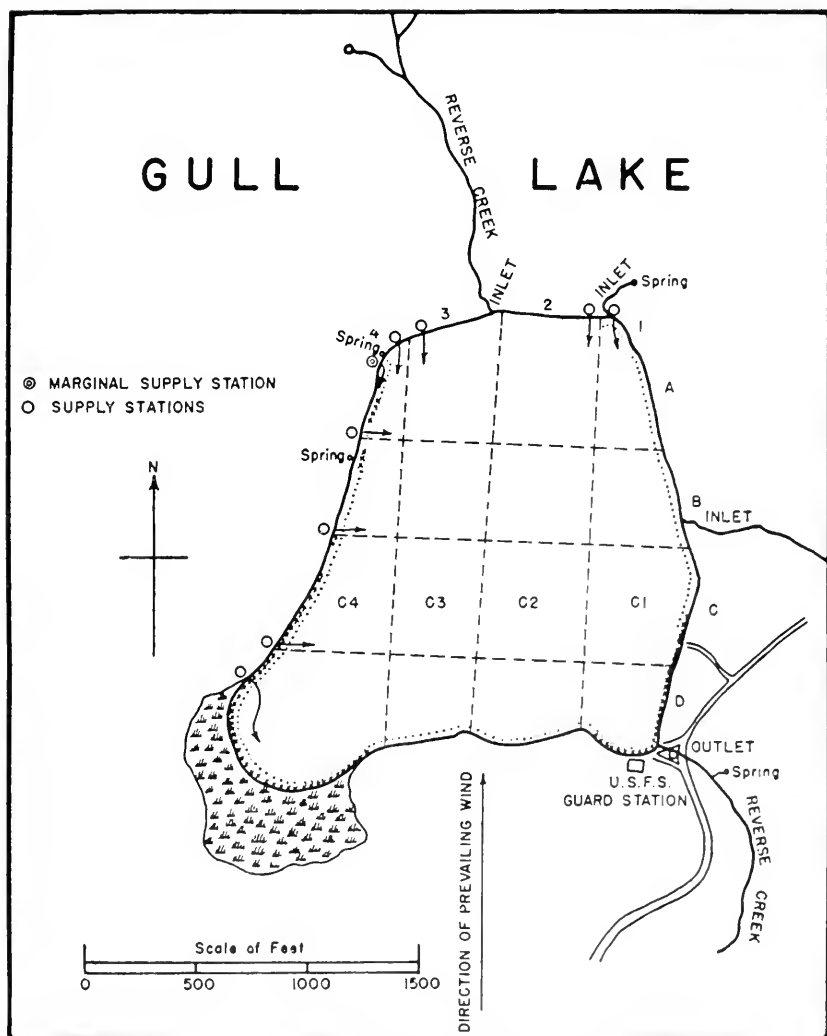 GULL LAKE
REVERSE CREEK
INLET
INLET
Spring
3
2
1
4
Spring
MARGINAL SUPPLY STATION
SUPPLY STATIONS
A
N
Spring
B
INLET
C4
C3
C2
C1
C
D
OUTLET
Spring
U.S.F.S.
GUARD STATION
REVERSE CREEK
DIRECTION OF PREVAILING WIND
Scale of Feet
0 500 1000 1500